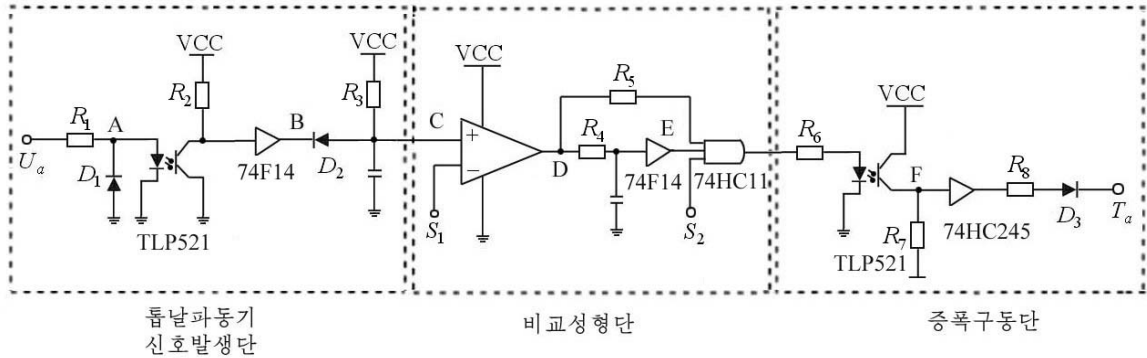 VCC
VCC
VCC
VCC
R₂
R₃
R₅
R₁
A
B
C
+
−
R₄
E
R₆
F
R₈
Uₐ
D₁
74F14
D₂
D
74F14
74HC11
S₁
S₂
R₇
74HC245
D₃
Tₐ
TLP521
TLP521
톱날파동기
신호발생단
비교성형단
증폭구동단